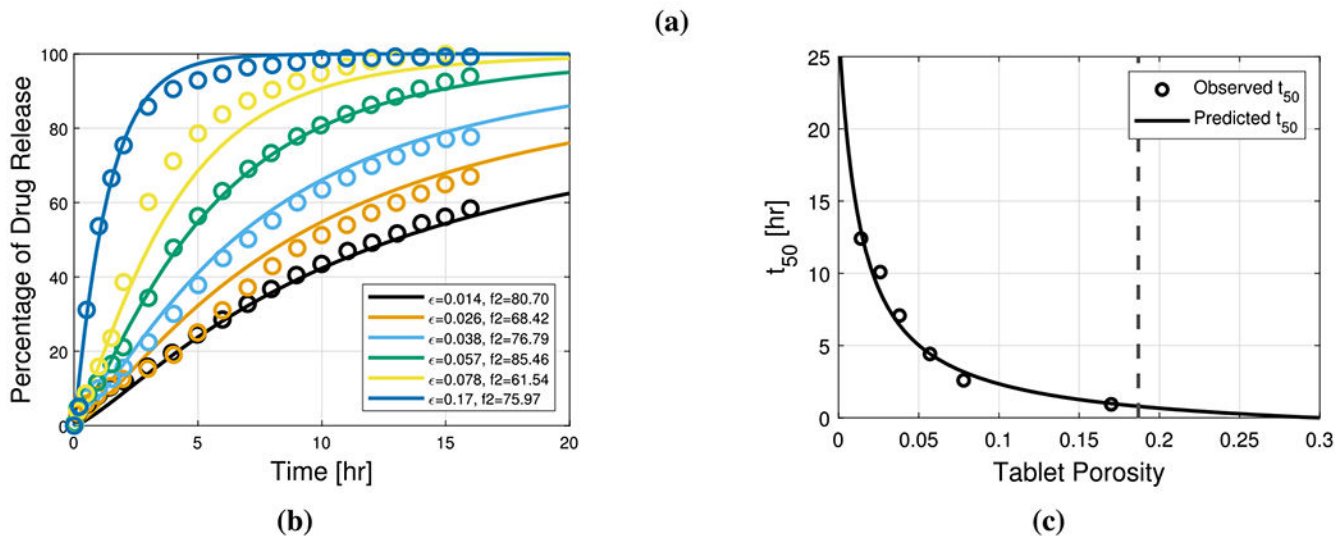 (a)
100
80
60
40
20
0
Percentage of Drug Release
0 5 10 15 20
Time [hr]
ϵ=0.014, f2=80.70
ϵ=0.026, f2=68.42
ϵ=0.038, f2=76.79
ϵ=0.057, f2=85.46
ϵ=0.078, f2=61.54
ϵ=0.17, f2=75.97
(b)
25
20
15
10
5
0
t50 [hr]
0 0.05 0.1 0.15 0.2 0.25 0.3
Tablet Porosity
Observed t50
Predicted t50
(c)